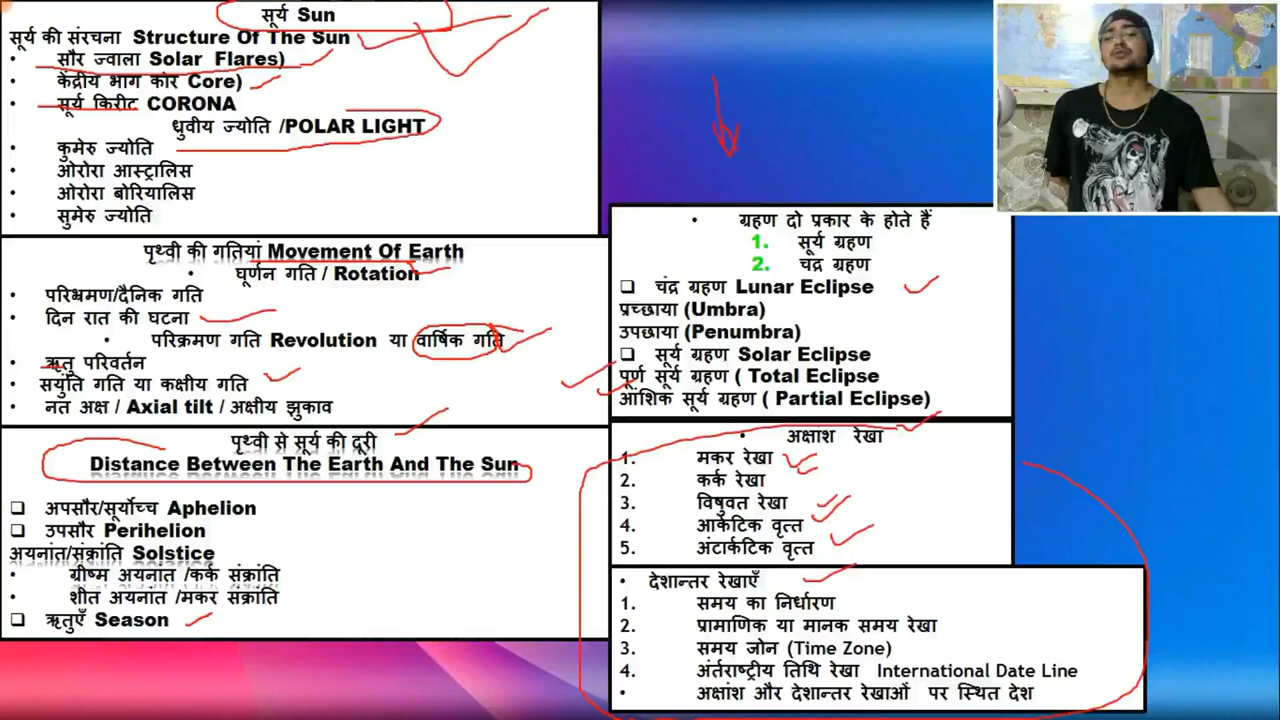 सूर्य Sun
सूर्य की संरचना Structure Of The Sun
• सौर ज्वाला Solar Flares)
• केंद्रीय भाग कोर Core)
• सूर्य किरीट CORONA
ध्रुवीय ज्योति /POLAR LIGHT
• कुमेरु ज्योति
• ओरोरा आस्ट्रालिस
• ओरोरा बोरियालिस
• सुमेरु ज्योति
पृथ्वी की गतियां Movement Of Earth
• घूर्णन गति / Rotation
• परिभ्रमण/दैनिक गति
• दिन रात की घटना
• परिक्रमण गति Revolution या वार्षिक गति
• ऋतु परिवर्तन
• सयुंति गति या कक्षीय गति
• नत अक्ष / Axial tilt / अक्षीय झुकाव
पृथ्वी से सूर्य की दूरी
Distance Between The Earth And The Sun
❑ अपसौर/सूर्योच्च Aphelion
❑ उपसौर Perihelion
अयनांत/संक्रांति Solstice
• ग्रीष्म अयनांत /कर्क संक्रांति
• शीत अयनांत /मकर संक्रांति
❑ ऋतुएँ Season
• ग्रहण दो प्रकार के होते हैं
1. सूर्य ग्रहण
2. चद्र ग्रहण
❑ चंद्र ग्रहण Lunar Eclipse
प्रच्छाया (Umbra)
उपछाया (Penumbra)
❑ सूर्य ग्रहण Solar Eclipse
पूर्ण सूर्य ग्रहण ( Total Eclipse
आंशिक सूर्य ग्रहण ( Partial Eclipse)
• अक्षांश रेखा
1. मकर रेखा
2. कर्क रेखा
3. विषुवत रेखा
4. आर्कटिक वृत्त
5. अंटार्कटिक वृत्त
• देशान्तर रेखाएँ
1. समय का निर्धारण
2. प्रामाणिक या मानक समय रेखा
3. समय जोन (Time Zone)
4. अंर्तराष्ट्रीय तिथि रेखा International Date Line
• अक्षांश और देशान्तर रेखाओं पर स्थित देश